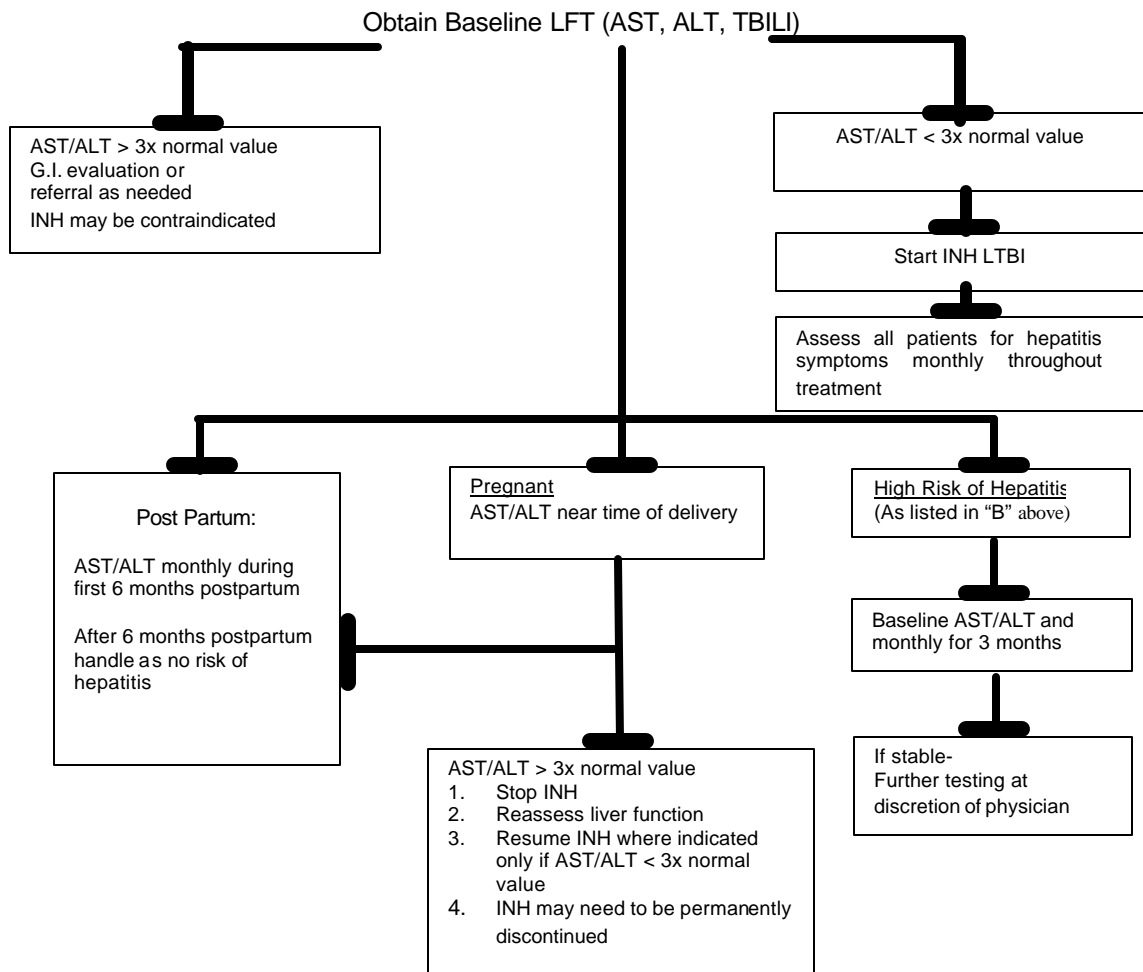 Obtain Baseline LFT (AST, ALT, TBILI)
AST/ALT > 3x normal value
G.I. evaluation or
referral as needed
INH may be contraindicated
AST/ALT < 3x normal value
Start INH LTBI
Assess all patients for hepatitis
symptoms monthly throughout
treatment
Post Partum:
AST/ALT monthly during
first 6 months postpartum
After 6 months postpartum
handle as no risk of
hepatitis
Pregnant
AST/ALT near time of delivery
High Risk of Hepatitis
(As listed in “B” above)
Baseline AST/ALT and
monthly for 3 months
If stable-
Further testing at
discretion of physician
AST/ALT > 3x normal value
1. Stop INH
2. Reassess liver function
3. Resume INH where indicated
only if AST/ALT < 3x normal
value
4. INH may need to be permanently
discontinued